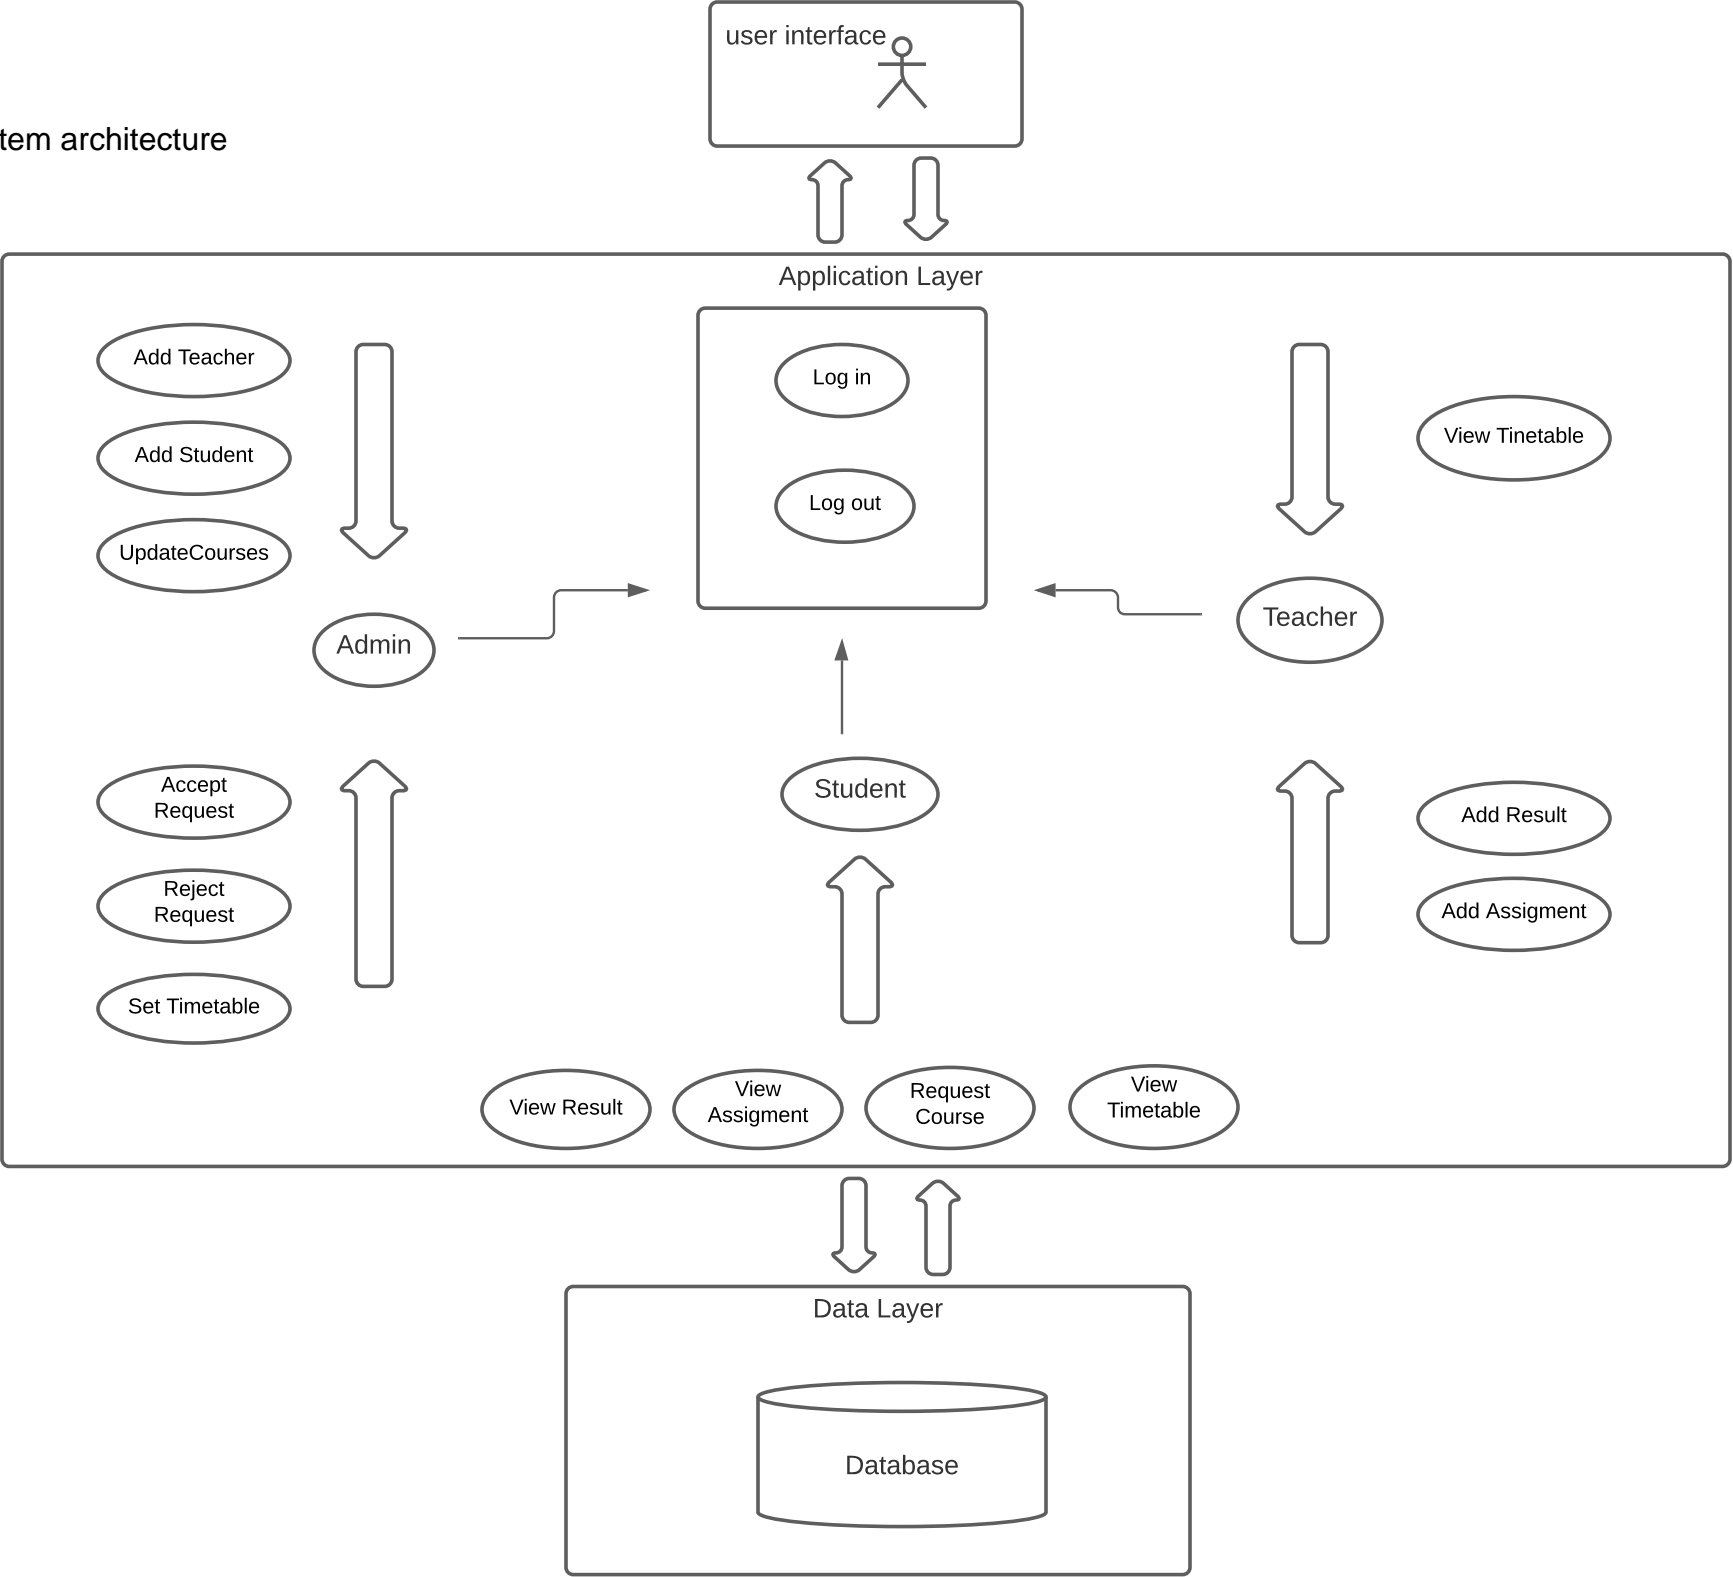 user interface
tem architecture
Application Layer
Add Teacher
Add Student
UpdateCourses
Log in
Log out
View Tinetable
Admin
Teacher
Student
Accept
Request
Reject
Request
Set Timetable
Add Result
Add Assigment
View Result
View
Assigment
Request
Course
View
Timetable
Data Layer
Database